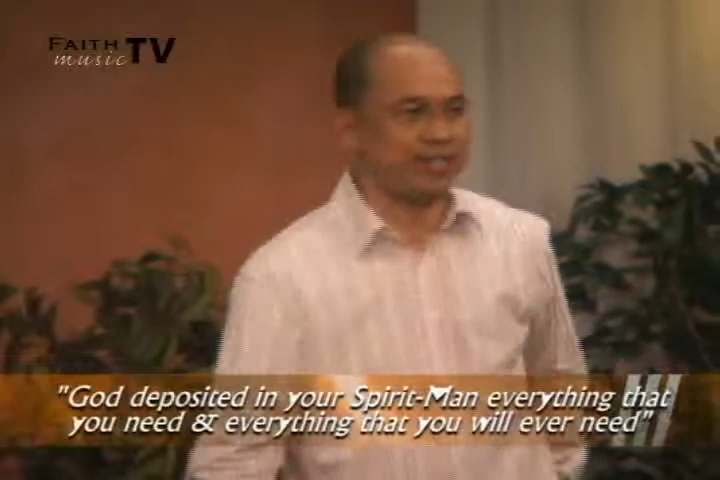 FAITH TV
music
"God deposited in your Spirit-Man everything that
you need & everything that you will ever need"